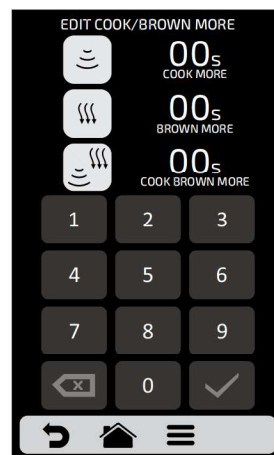 EDIT COOK/BROWN MORE
00s
COOK MORE
00s
BROWN MORE
00s
COOK BROWN MORE
1 2 3
4 5 6
7 8 9
0